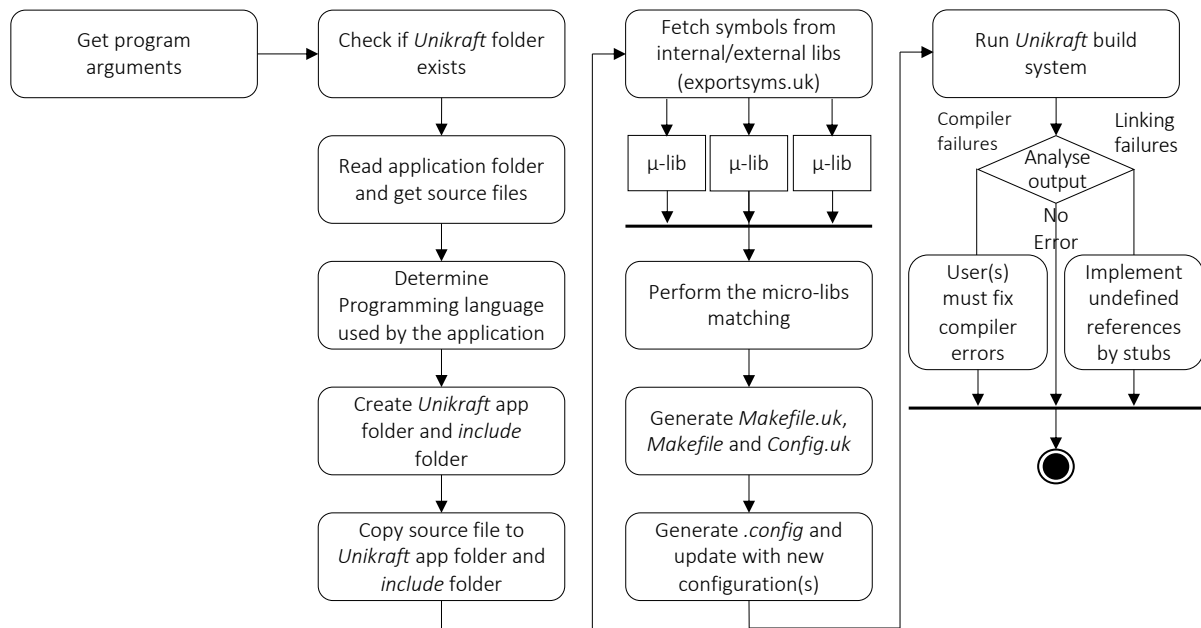 Get program
arguments
Check if Unikraft folder
exists
Read application folder
and get source files
Determine
Programming language
used by the application
Create Unikraft app
folder and include
folder
Copy source file to
Unikraft app folder and
include folder
Fetch symbols from
internal/external libs
(exportsyms.uk)
μ-lib
μ-lib
μ-lib
Perform the micro-libs
matching
Generate Makefile.uk,
Makefile and Config.uk
Generate .config and
update with new
configuration(s)
Run Unikraft build
system
Compiler
failures
Linking
failures
Analyse
output
No
Error
User(s)
must fix
compiler
errors
Implement
undefined
references
by stubs